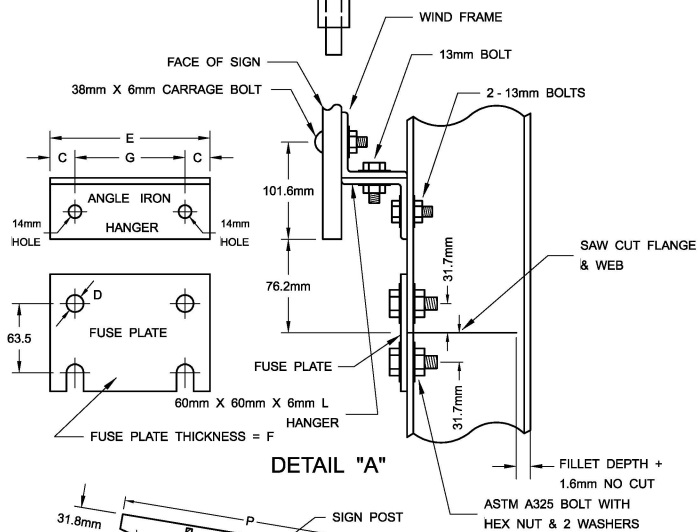 WIND FRAME
13mm BOLT
FACE OF SIGN
38mm X 6mm CARRAGE BOLT
2 - 13mm BOLTS
E
C
G
C
ANGLE IRON
HANGER
14mm
HOLE
14mm
HOLE
101.6mm
76.2mm
31.7mm
SAW CUT FLANGE
& WEB
D
63.5
FUSE PLATE
FUSE PLATE
31.7mm
60mm X 60mm X 6mm L
HANGER
FUSE PLATE THICKNESS = F
DETAIL "A"
FILLET DEPTH +
1.6mm NO CUT
ASTM A325 BOLT WITH
HEX NUT & 2 WASHERS
31.8mm
P
SIGN POST